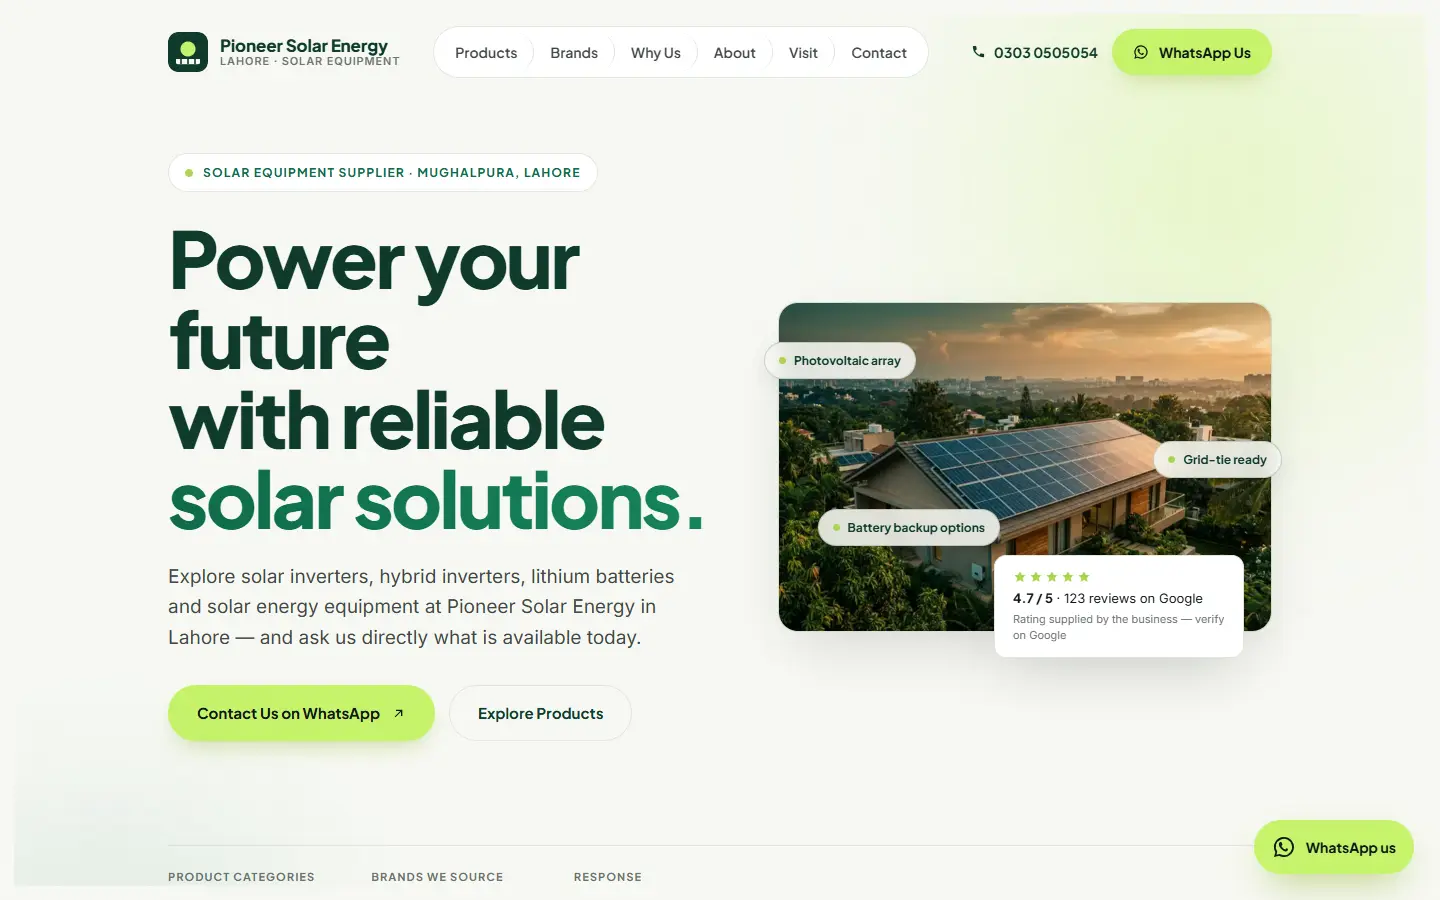 Pioneer Solar Energy
LAHORE · SOLAR EQUIPMENT
Products
Brands
Why Us
About
Visit
Contact
0303 0505054
WhatsApp Us
SOLAR EQUIPMENT SUPPLIER · MUGHALPURA, LAHORE
Power your
future
with reliable
solar solutions.
Explore solar inverters, hybrid inverters, lithium batteries
and solar energy equipment at Pioneer Solar Energy in
Lahore — and ask us directly what is available today.
Contact Us on WhatsApp
Explore Products
Photovoltaic array
Grid-tie ready
Battery backup options
4.7 / 5 · 123 reviews on Google
Rating supplied by the business — verify
on Google
PRODUCT CATEGORIES
BRANDS WE SOURCE
RESPONSE
WhatsApp us